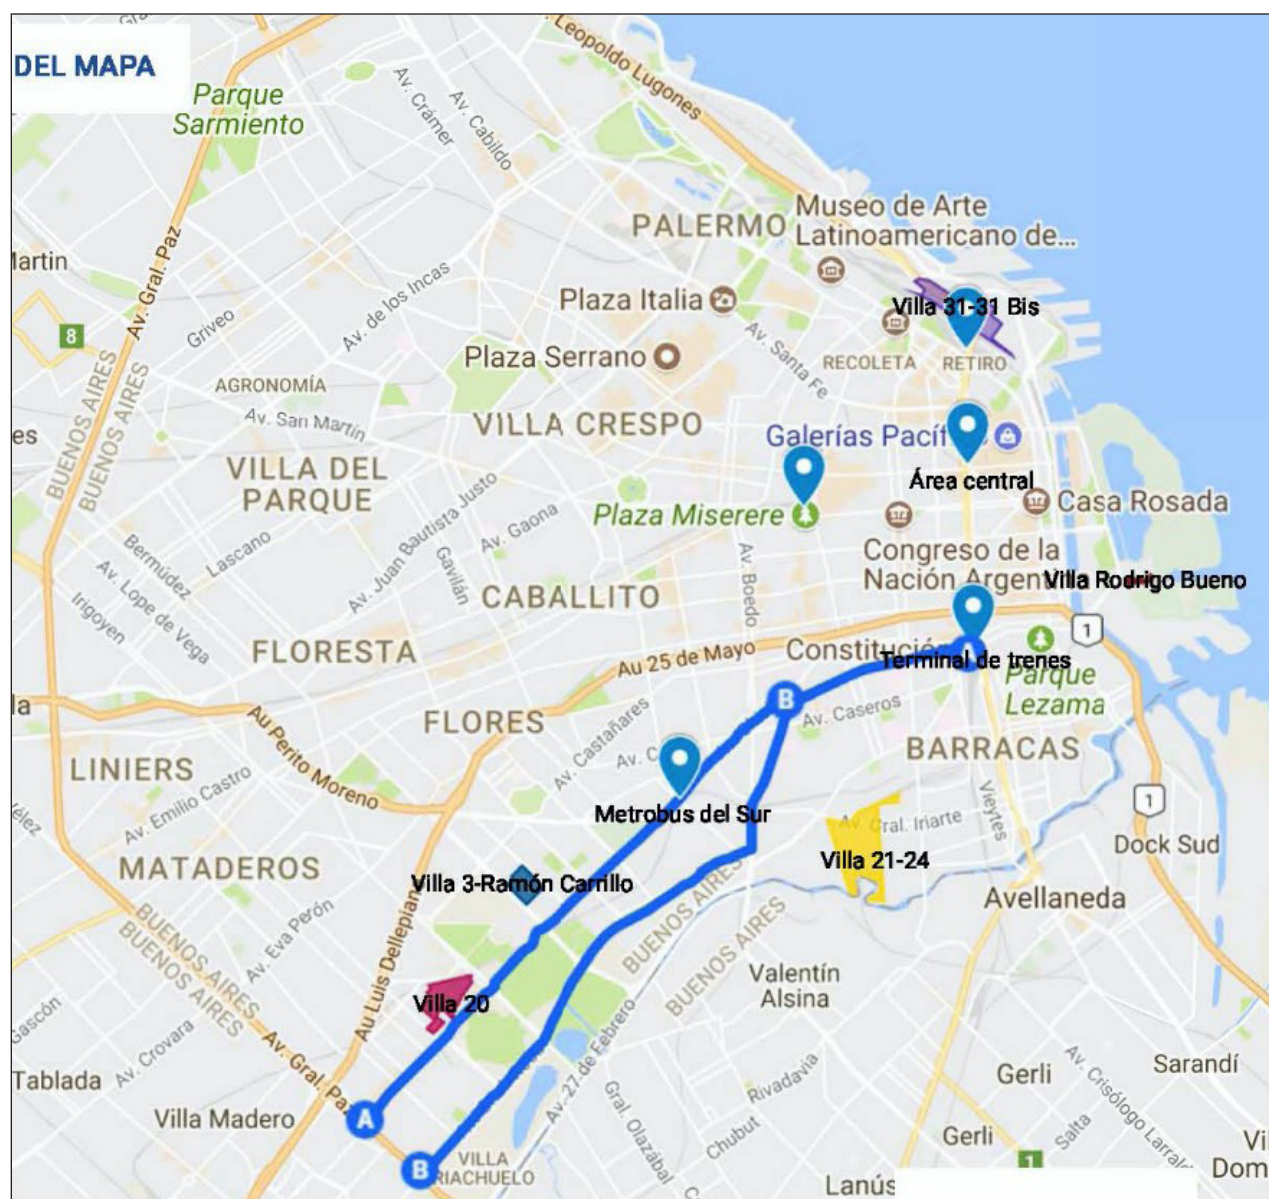 DEL MAPA
Leopoldo Lugones
Av. Cabildo
Av. Crámer
Parque
Sarmiento
Av. Gral. Paz
PALERMO
Museo de Arte
Latinoamericano de...
Plaza Italia
Villa 31-31 Bis
8
Griveo
Av. de los Incas
Plaza Serrano
Av. Santa Fe
RECOLETA
RETIRO
BUENOS AIRES
BUENOS AIRES
AGRONOMÍA
Av. San Martín
VILLA CRESPO
Galerías Pacíf
VILLA DEL
PARQUE
Área central
Av. Juan Bautista Justo
Av. Gaona
Plaza Miserere
Casa Rosada
Bermúdez
Lascano
Gavilán
Av. Boedo
Congreso de la
Nación Argen
Villa Rodrigo Bueno
Av. Lope de Vega
Irigoyen
CABALLITO
1
FLORESTA
Au 25 de Mayo
Constitució
Terminal de trenes
Parque
Lezama
B
Av. Caseros
FLORES
Au Perito Moreno
Av. Castañares
Av. C
BARRACAS
LINIERS
Av. Emilio Castro
Metrobus del Sur
Vieytes
1
Av. Gral. Iriarte
Dock Sud
MATADEROS
Villa 3-Ramón Carrillo
Villa 21-24
Avellaneda
BUENOS AIRES
BUENOS AIRES
Av. Eva Perón
Au Luis Dellepiane
BUENOS AIRES
BUENOS AIRES
Valentín
Alsina
Villa 20
Gascón
Av. Crovara
Av. Gral. Paz
Av. 27 de Febrero
Tablada
Villa Madero
A
Rivadavia
Chubut
Gral. Olazábal
Gerli
Sarandí
Av. Crisólogo Larral
Salta
Gerli
B
VILLA
RIACHUELO
1
Lanús
Vi
Dom